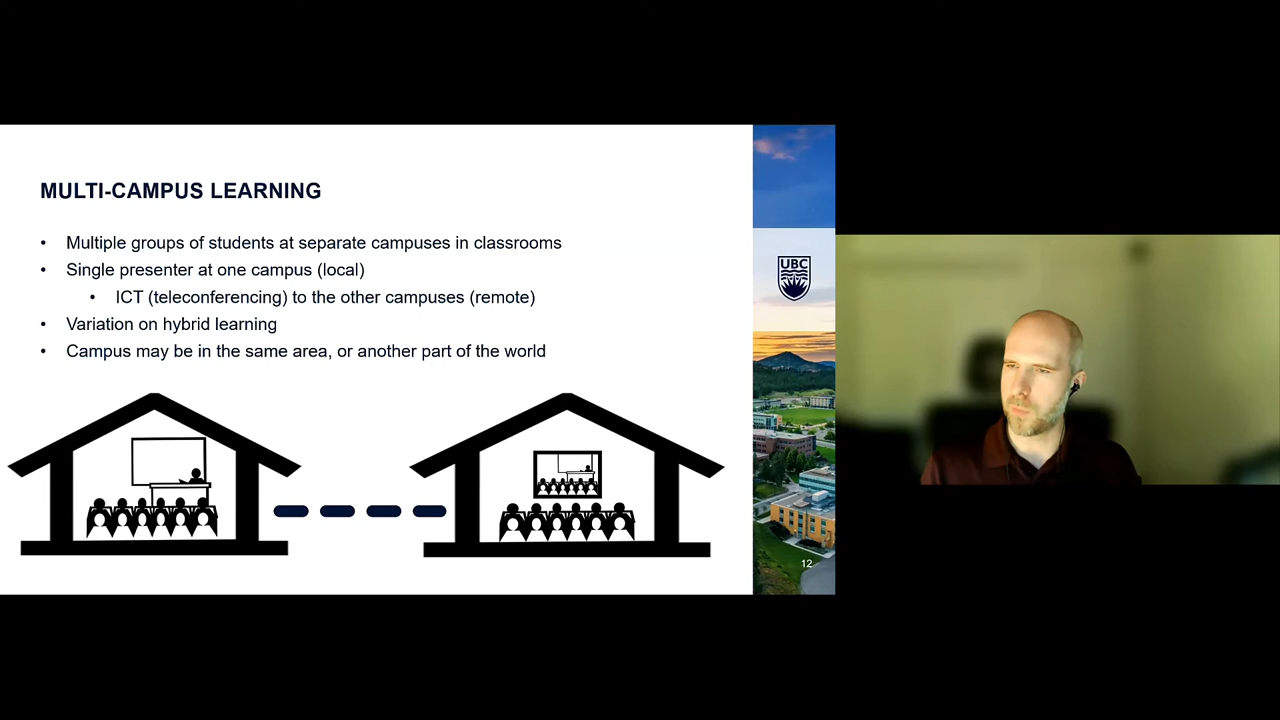 MULTI-CAMPUS LEARNING
• Multiple groups of students at separate campuses in classrooms
• Single presenter at one campus (local)
• ICT (teleconferencing) to the other campuses (remote)
• Variation on hybrid learning
• Campus may be in the same area, or another part of the world
UBC
12